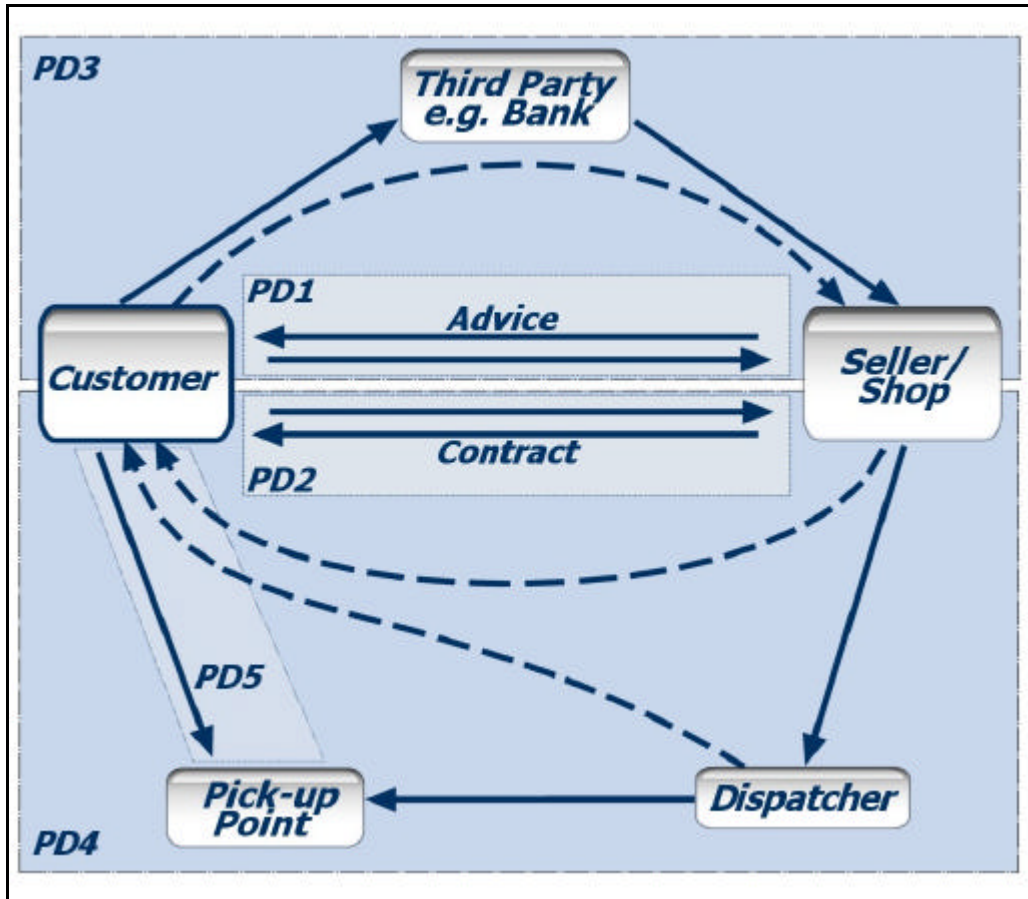 PD3
Third Party
e.g. Bank
PD1
Advice
Customer
Seller/
Shop
Contract
PD2
PD5
Pick-up
Point
Dispatcher
PD4